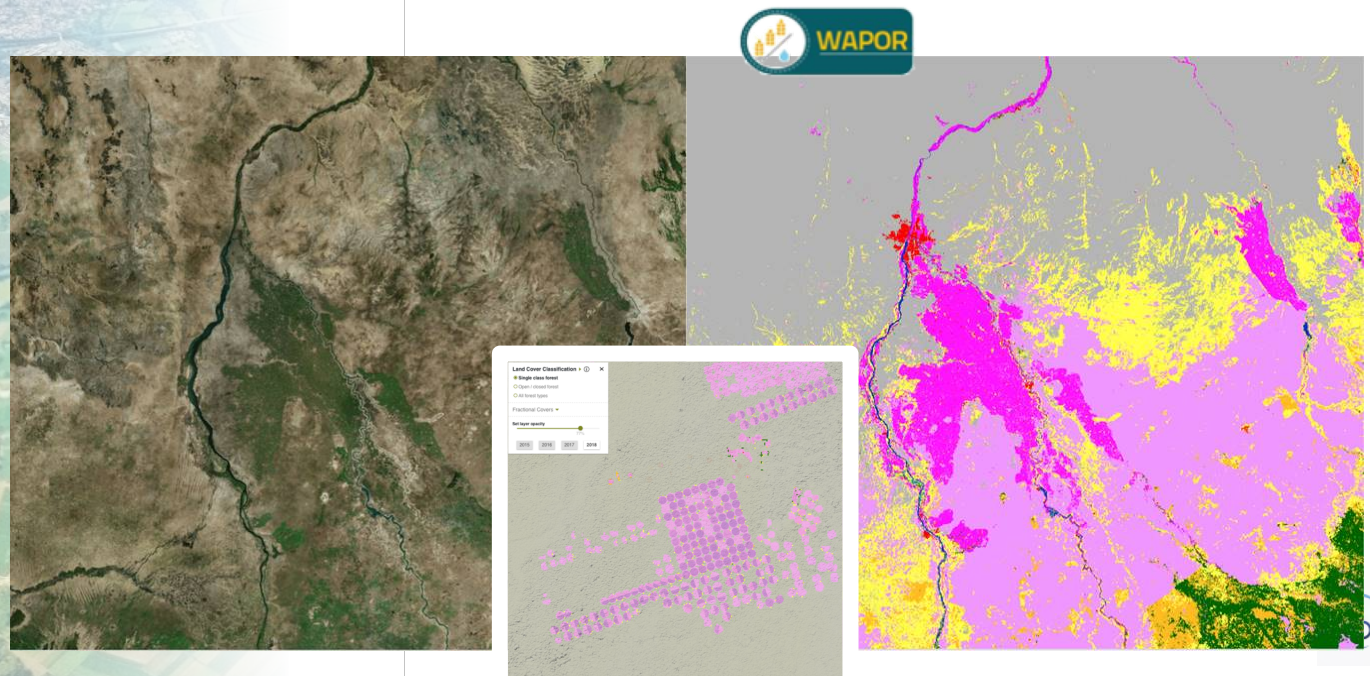 WAPOR
Land Cover Classification
Single class forest
Open / closed forest
All forest types
Fractional Covers
Set layer opacity
2015 2016 2017 2018